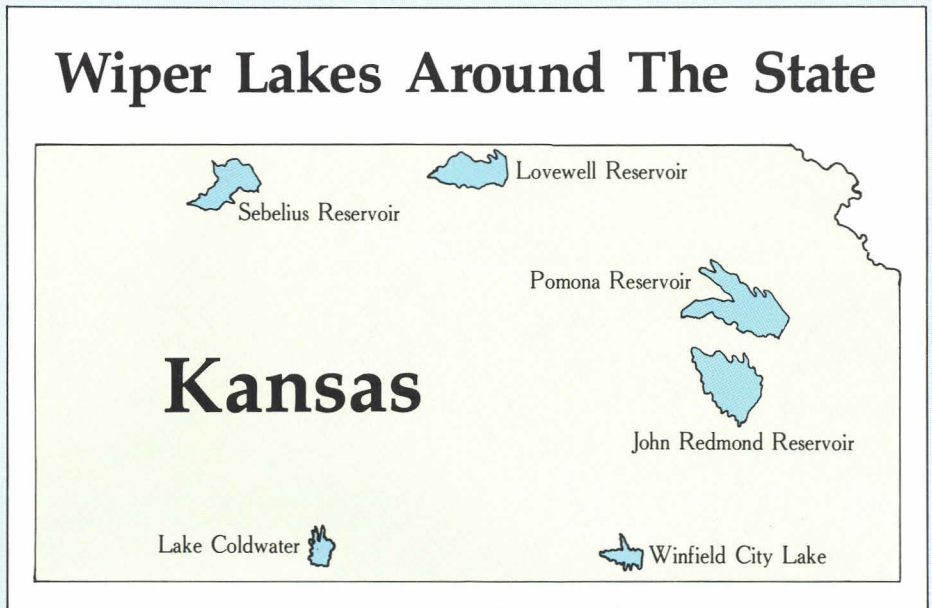 Wiper Lakes Around The State
Lovewell Reservoir
Sebelius Reservoir
Pomona Reservoir
Kansas
John Redmond Reservoir
Lake Coldwater
Winfield City Lake